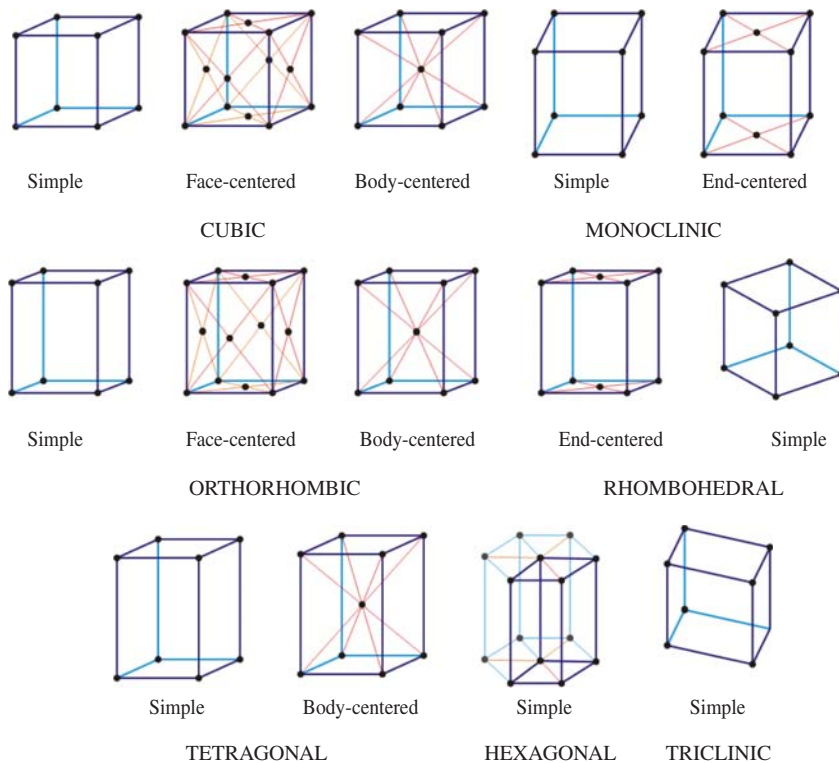 Simple Face-centered Body-centered Simple End-centered
CUBIC MONOCLINIC
Simple Face-centered Body-centered End-centered Simple
ORTHORHOMBIC RHOMBOHEDRAL
Simple Body-centered Simple Simple
TETRAGONAL HEXAGONAL TRICLINIC